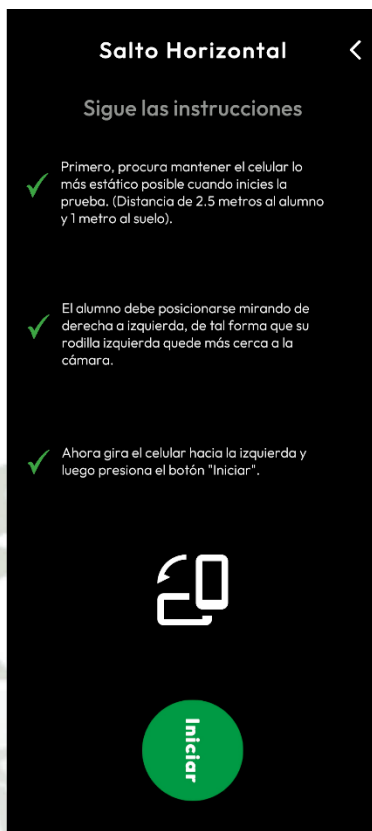 Salto Horizontal
Sigue las instrucciones
Primero, procura mantener el celular lo
más estático posible cuando inicies la
prueba. (Distancia de 2.5 metros al alumno
y 1 metro al suelo).
El alumno debe posicionarse mirando de
derecha a izquierda, de tal forma que su
rodilla izquierda quede más cerca a la
cámara.
Ahora gira el celular hacia la izquierda y
luego presiona el botón "Iniciar".
Iniciar